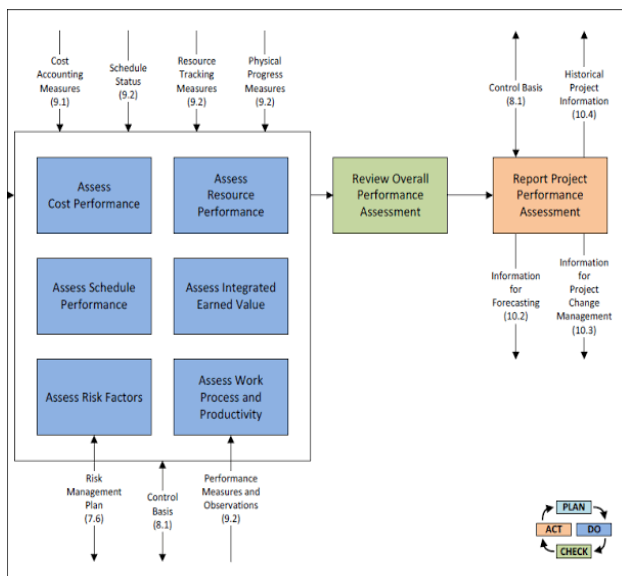 Cost
Accounting
Measures
(9.1)
Schedule
Status
(9.2)
Resource
Tracking
Measures
(9.2)
Physical
Progress
Measures
(9.2)
Control Basis
(8.1)
Historical
Project
Information
(10.4)
Assess
Cost Performance
Assess
Resource
Performance
Review Overall
Performance
Assessment
Report Project
Performance
Assessment
Assess Schedule
Performance
Assess Integrated
Earned Value
Information
for
Forecasting
(10.2)
Information
for
Project
Change
Management
(10.3)
Assess Risk Factors
Assess Work
Process and
Productivity
Risk
Management
Plan
(7.6)
Control
Basis
(8.1)
Performance
Measures and
Observations
(9.2)
PLAN
ACT
DO
CHECK